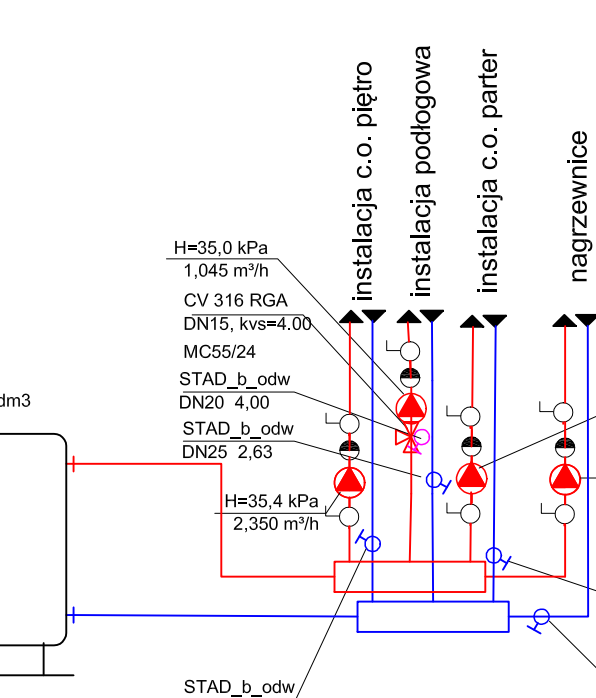 instalacja c.o. piętro
instalacja podłogowa
instalacja c.o. parter
nagrzewnice
H=35,0 kPa
1,045 m³/h
CV 316 RGA
DN15, kvs=4.00
MC55/24
STAD_b_odw
DN20 4,00
STAD_b_odw
DN25 2,63
H=35,4 kPa
2,350 m³/h
dm3
STAD_b_odw